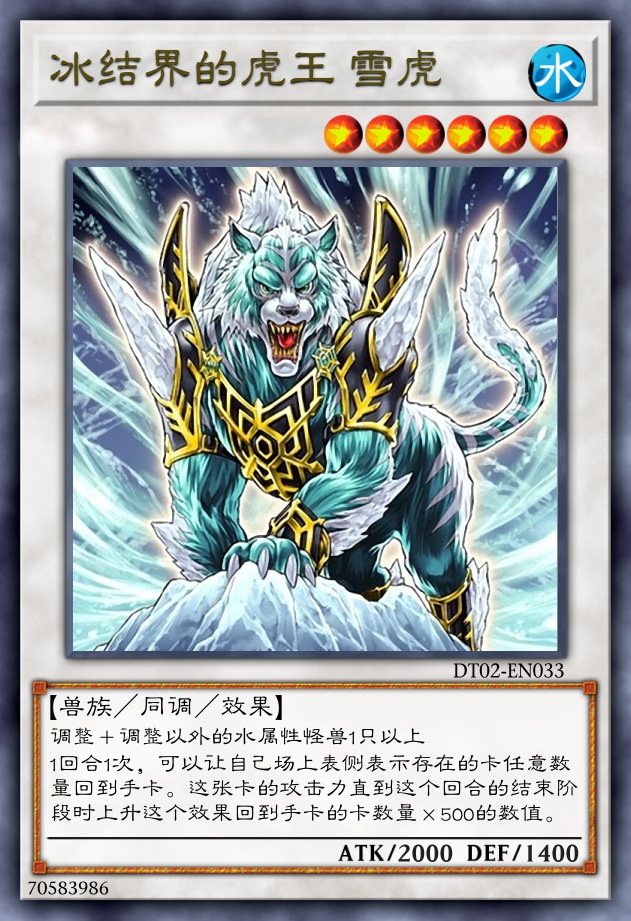 冰结界的虎王 雪虎
水
DT02-EN033
【兽族／同调／效果】
调整＋调整以外的水属性怪兽1只以上
1回合1次，可以让自己场上表侧表示存在的卡任意数
量回到手卡。这张卡的攻击力直到这个回合的结束阶
段时上升这个效果回到手卡的卡数量×500的数值。
ATK/2000 DEF/1400
70583986